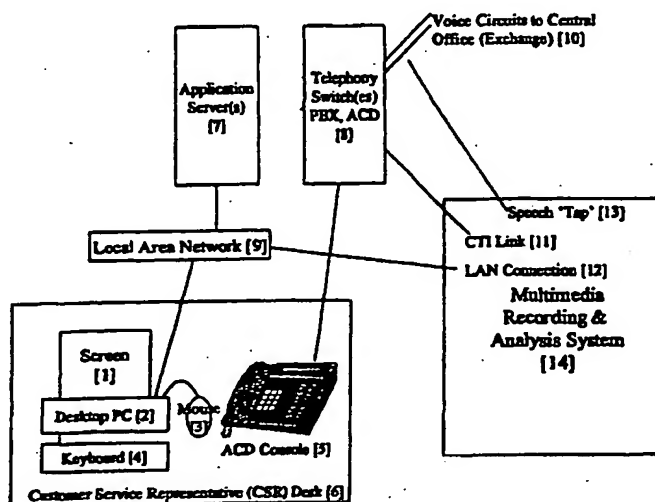 Voice Circuits to Central
Office (Exchange) [10]
Application
Server(s)
[7]
Telephony
Switch(es)
PBX, ACD
[8]
Speech "Tap" [13]
CTI Link [11]
Local Area Network [9]
LAN Connection [12]
Multimedia
Recording &
Analysis System
[14]
Screen
[1]
Desktop PC [2]
Mouse
[3]
Keyboard [4]
ACD Console [5]
Customer Service Representative (CSR) Desk [6]